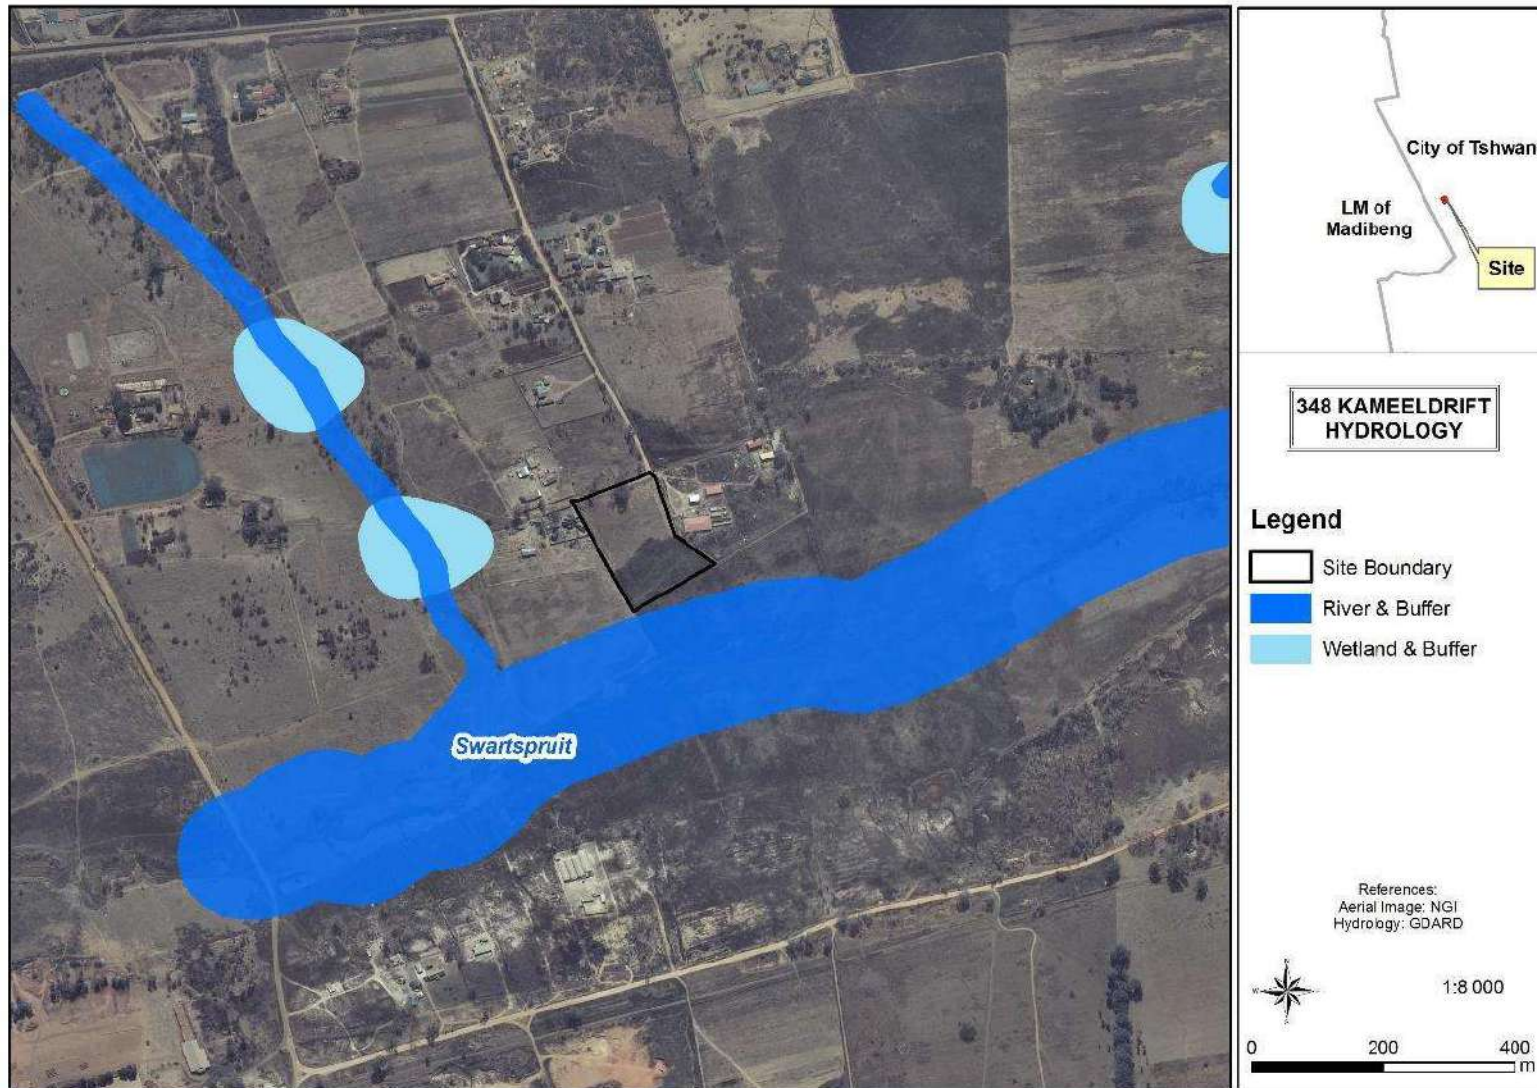 Swartspruit
City of Tshwan
LM of
Madibeng
Site
348 KAMEELDRIFT
HYDROLOGY
Legend
Site Boundary
River & Buffer
Wetland & Buffer
References:
Aerial Image: NGI
Hydrology: GDARD
N
W
S
1:8 000
0 200 400
m